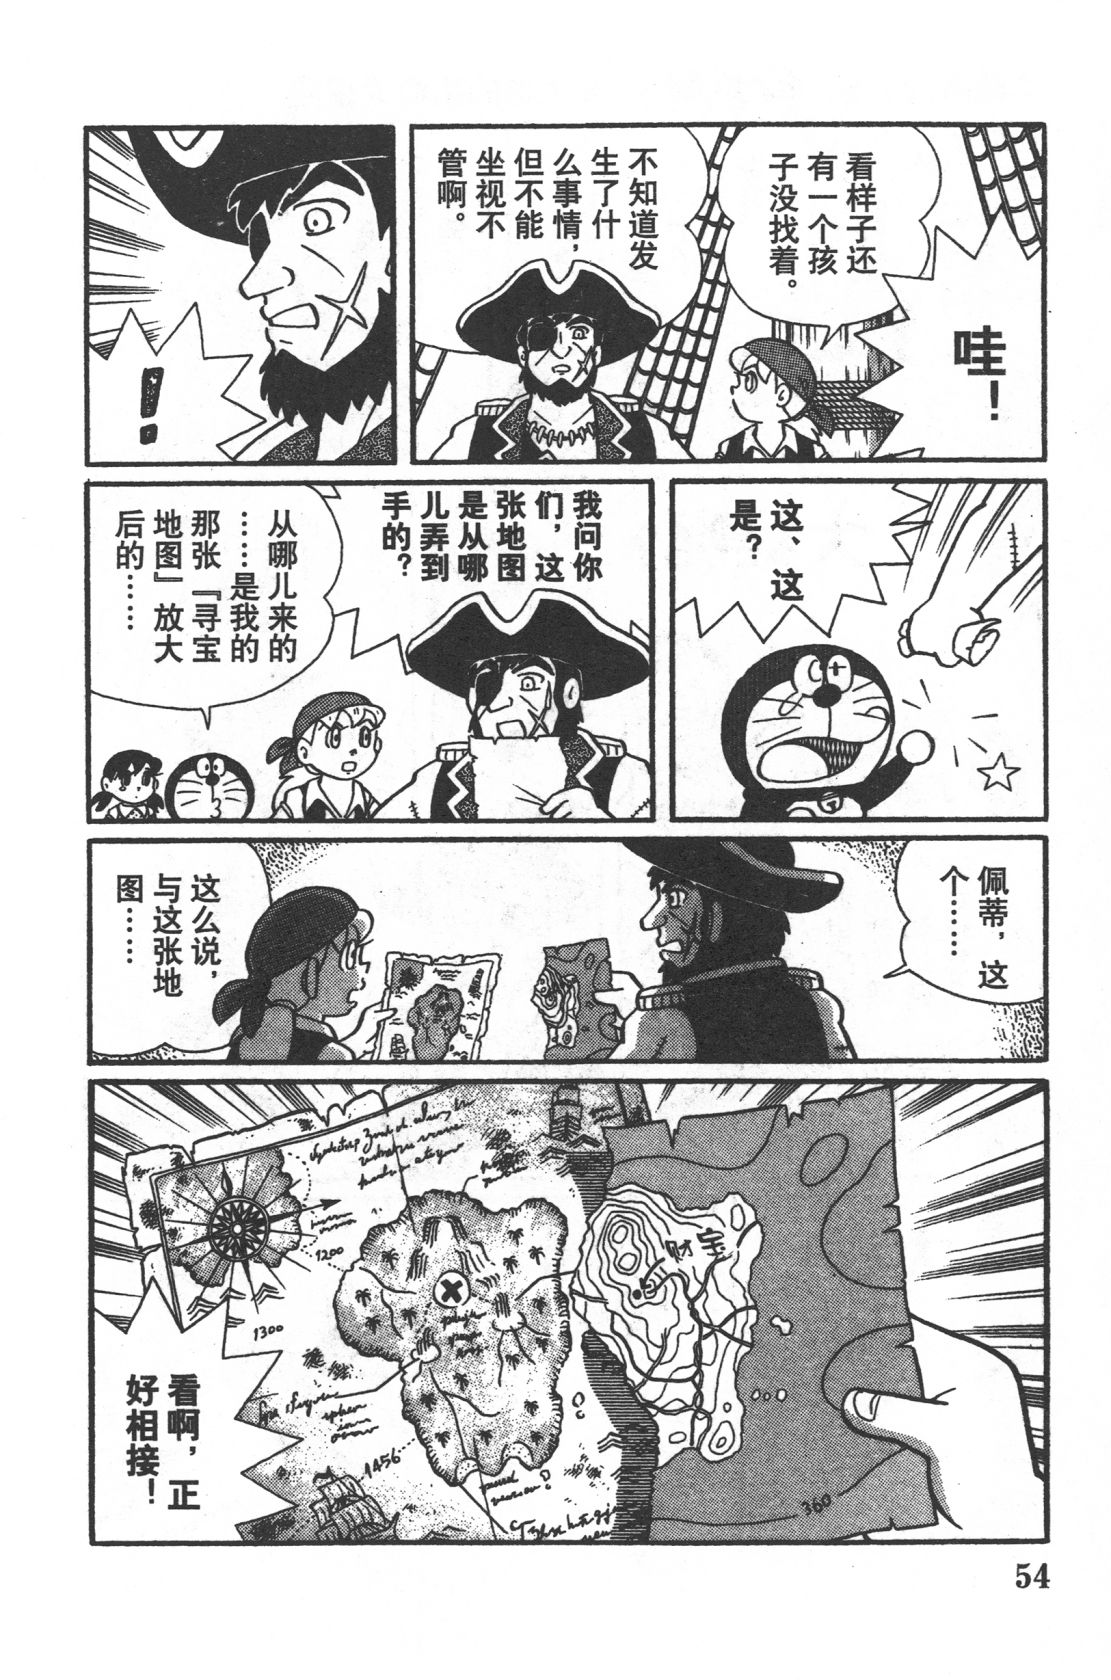 看样子还
有一个孩
子没找着。
哇！
不知道发
生了什
么事情，
但不能
坐视不
管啊。
！
这、这
是？
我问你
们，这
张地图
是从哪
儿弄到
手的？
从哪儿来的
……是我的
那张『寻宝
地图』放大
后的……
佩蒂，这
个……
这么说，
与这张地
图……
1200
1300
1456
财宝
360
看啊，正
好相接！
54